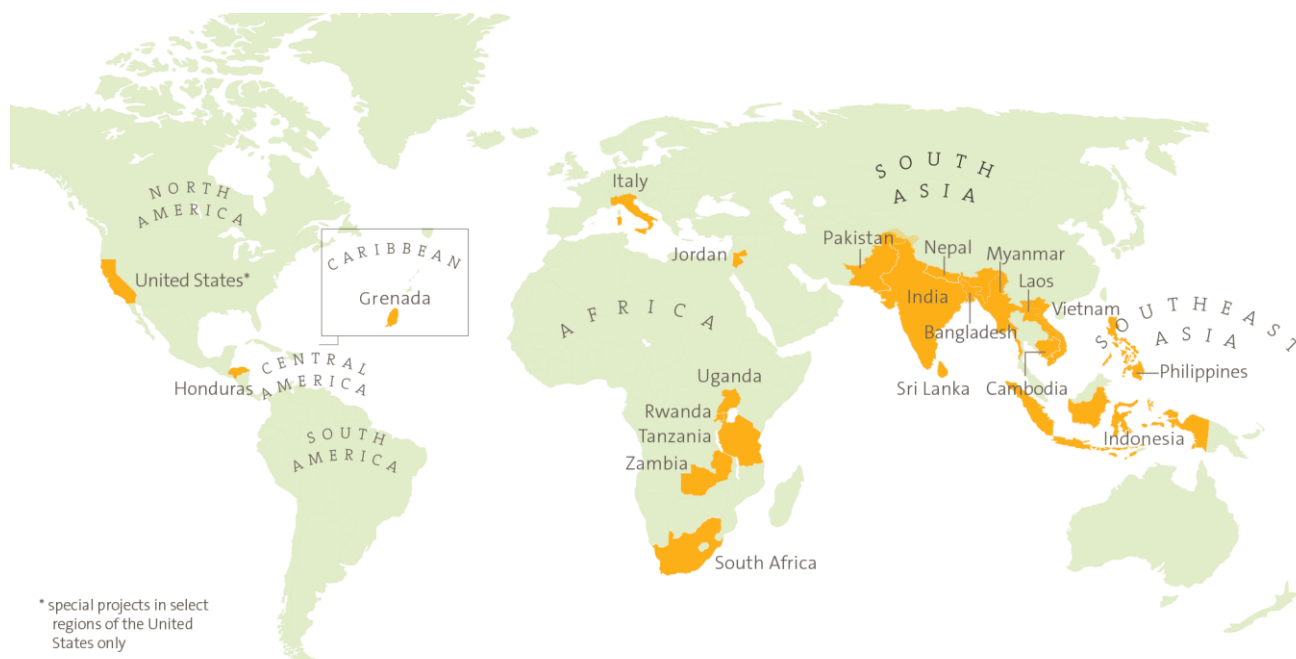 NORTH
AMERICA
United States*
CARIBBEAN
Grenada
Honduras
CENTRAL
AMERICA
SOUTH
AMERICA
Italy
Jordan
AFRICA
Uganda
Rwanda
Tanzania
Zambia
South Africa
SOUTH
ASIA
Pakistan
Nepal
Myanmar
Laos
India
Vietnam
Bangladesh
SOUTHEAST
ASIA
Sri Lanka
Cambodia
Philippines
Indonesia
* special projects in select
regions of the United
States only